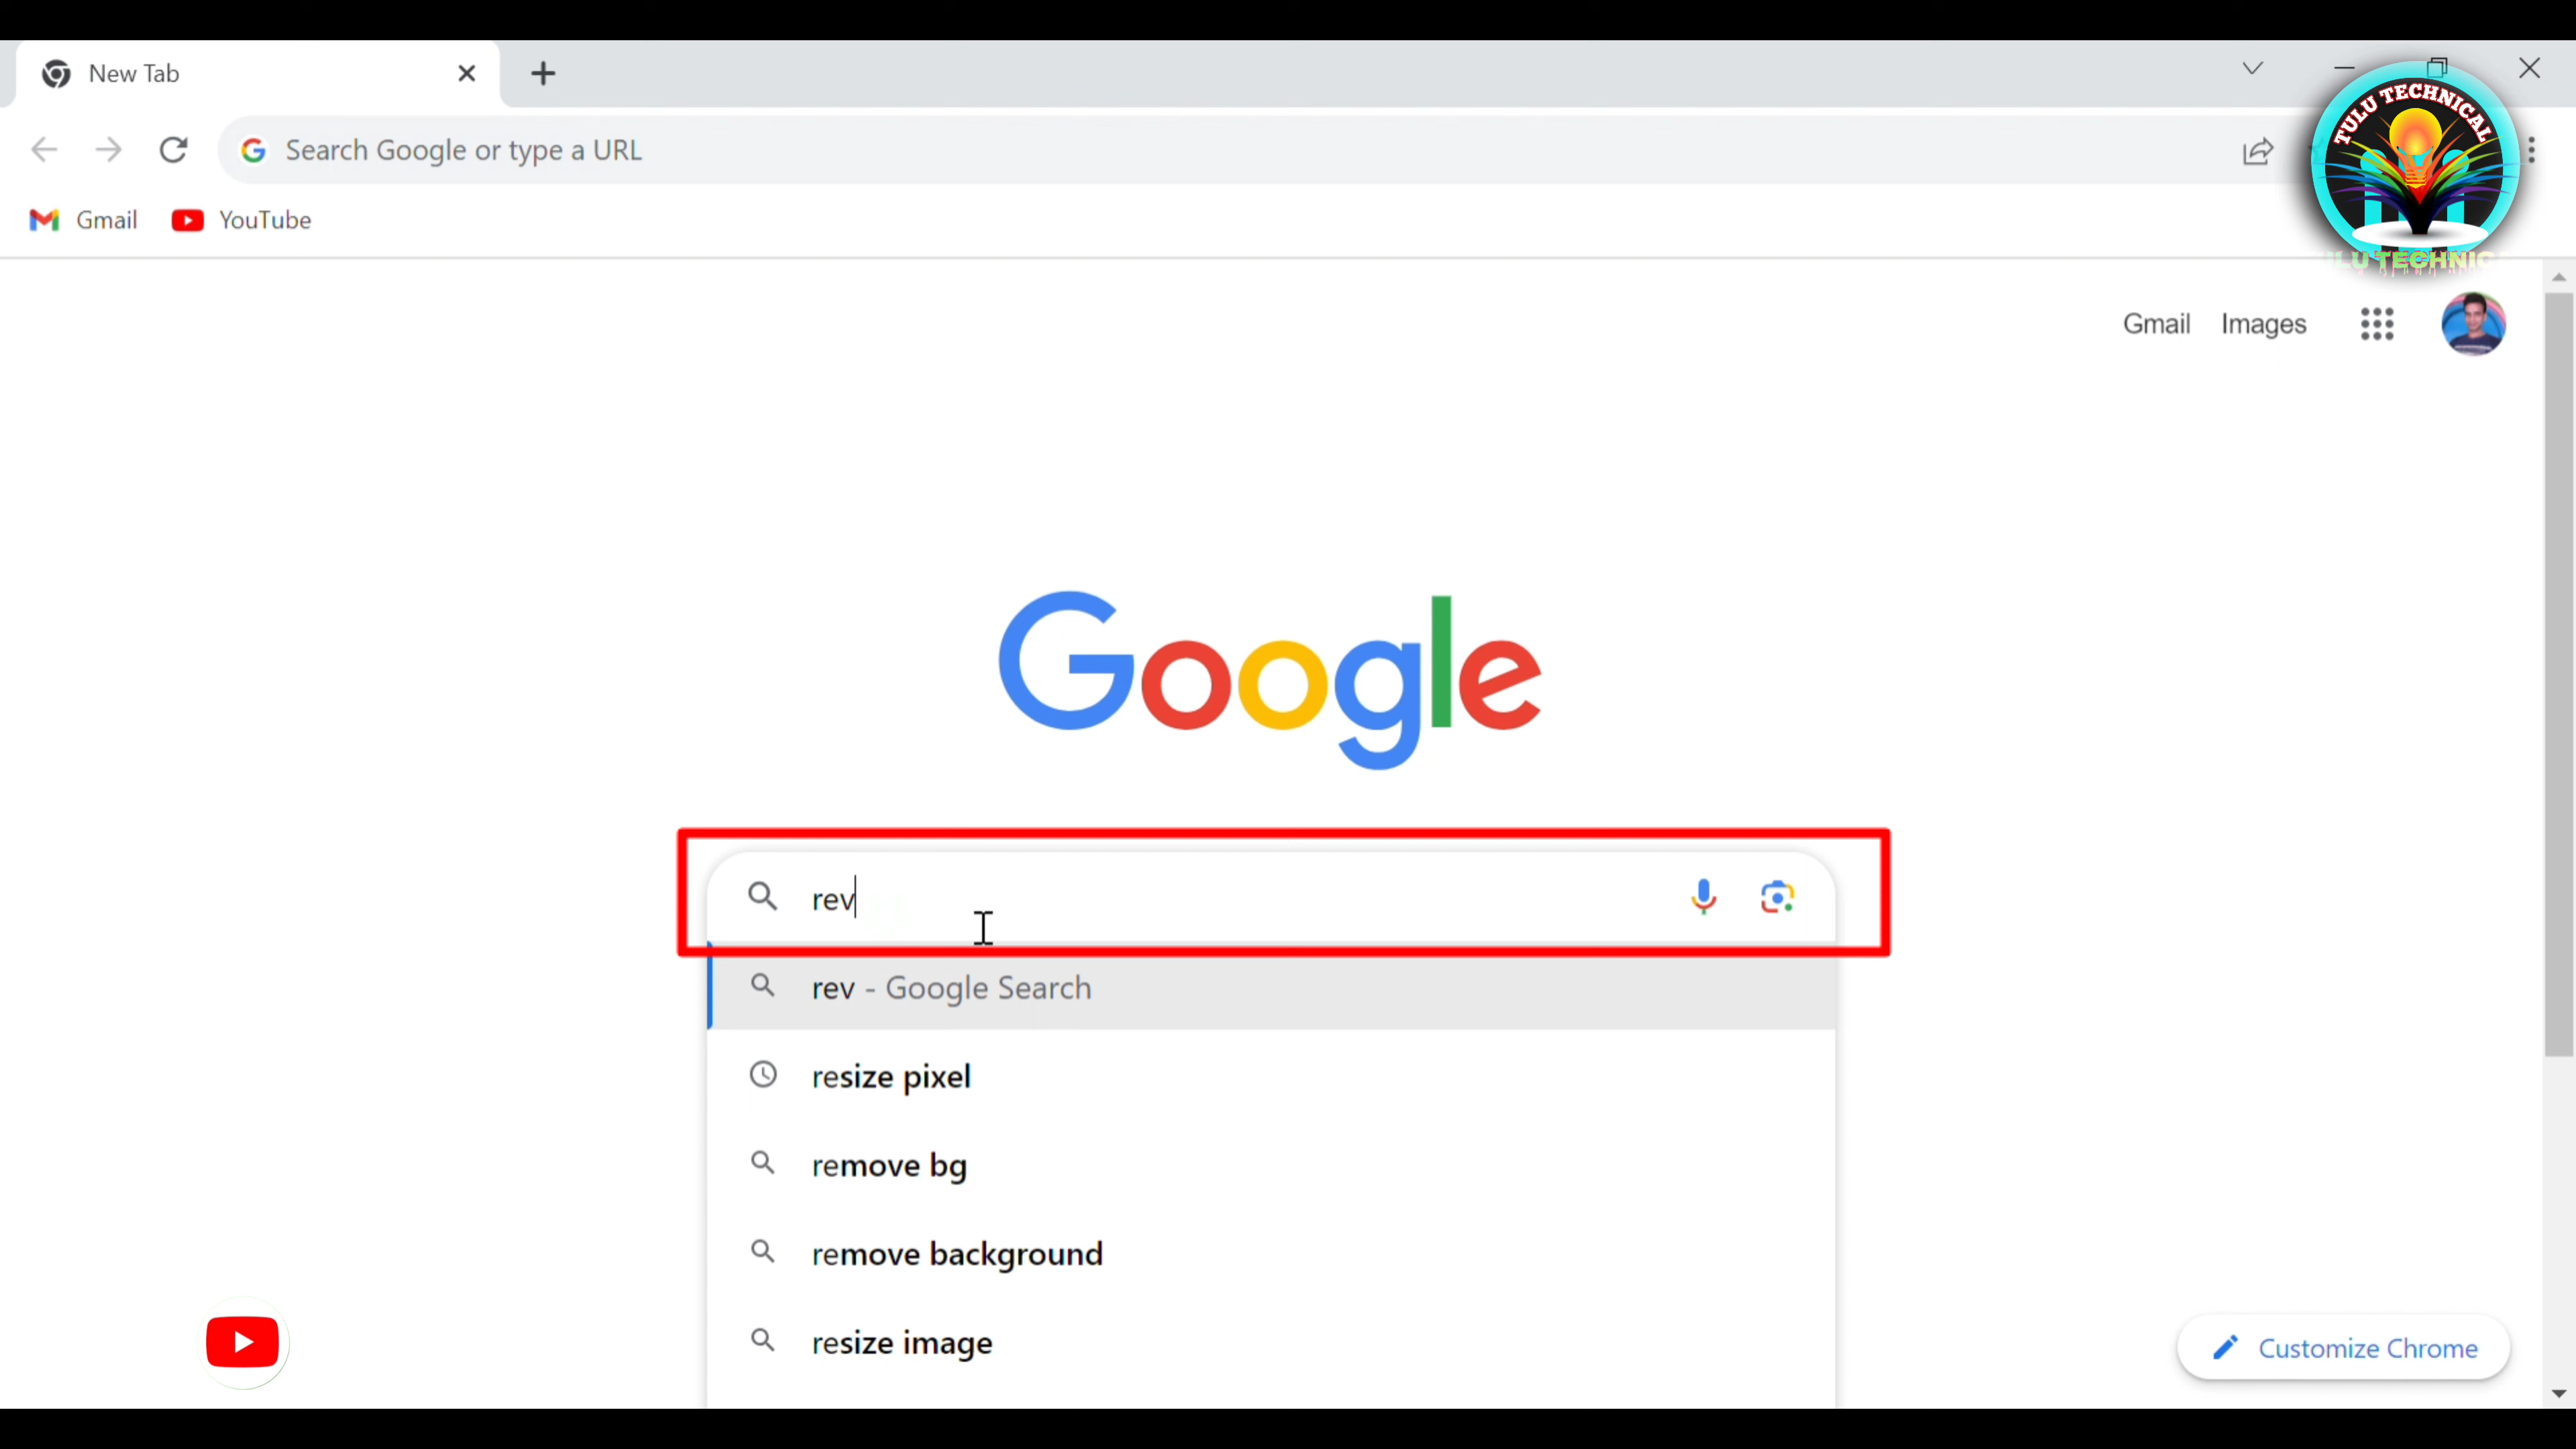 New Tab
Search Google or type a URL
Gmail
YouTube
TULU TECHNICAL
Gmail
Images
Google
rev
rev - Google Search
resize pixel
remove bg
remove background
resize image
Customize Chrome